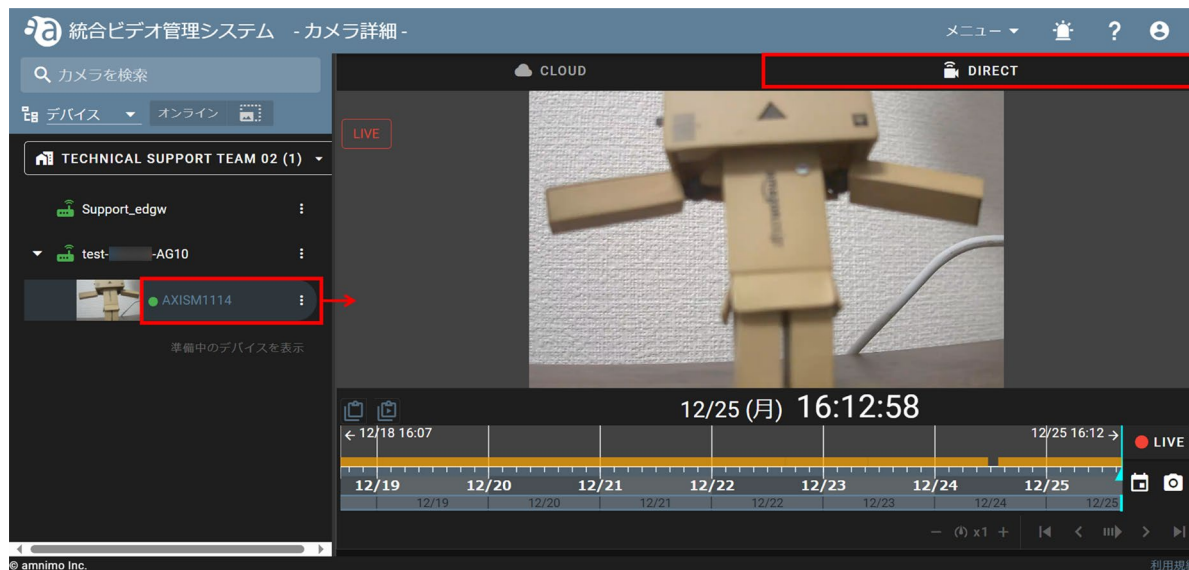 統合ビデオ管理システム - カメラ詳細 -
メニュー
?
カメラを検索
デバイス
オンライン
TECHNICAL SUPPORT TEAM 02 (1)
Support_edgw
test- -AG10
AXISM1114
準備中のデバイスを表示
CLOUD
DIRECT
LIVE
amazon.co.jp
12/25 (月) 16:12:58
← 12/18 16:07
12/25 16:12 →
LIVE
12/19 12/20 12/21 12/22 12/23 12/24 12/25
12/19 12/20 12/21 12/22 12/23 12/24 12/25
− x1 +
© amnimo Inc.
利用規